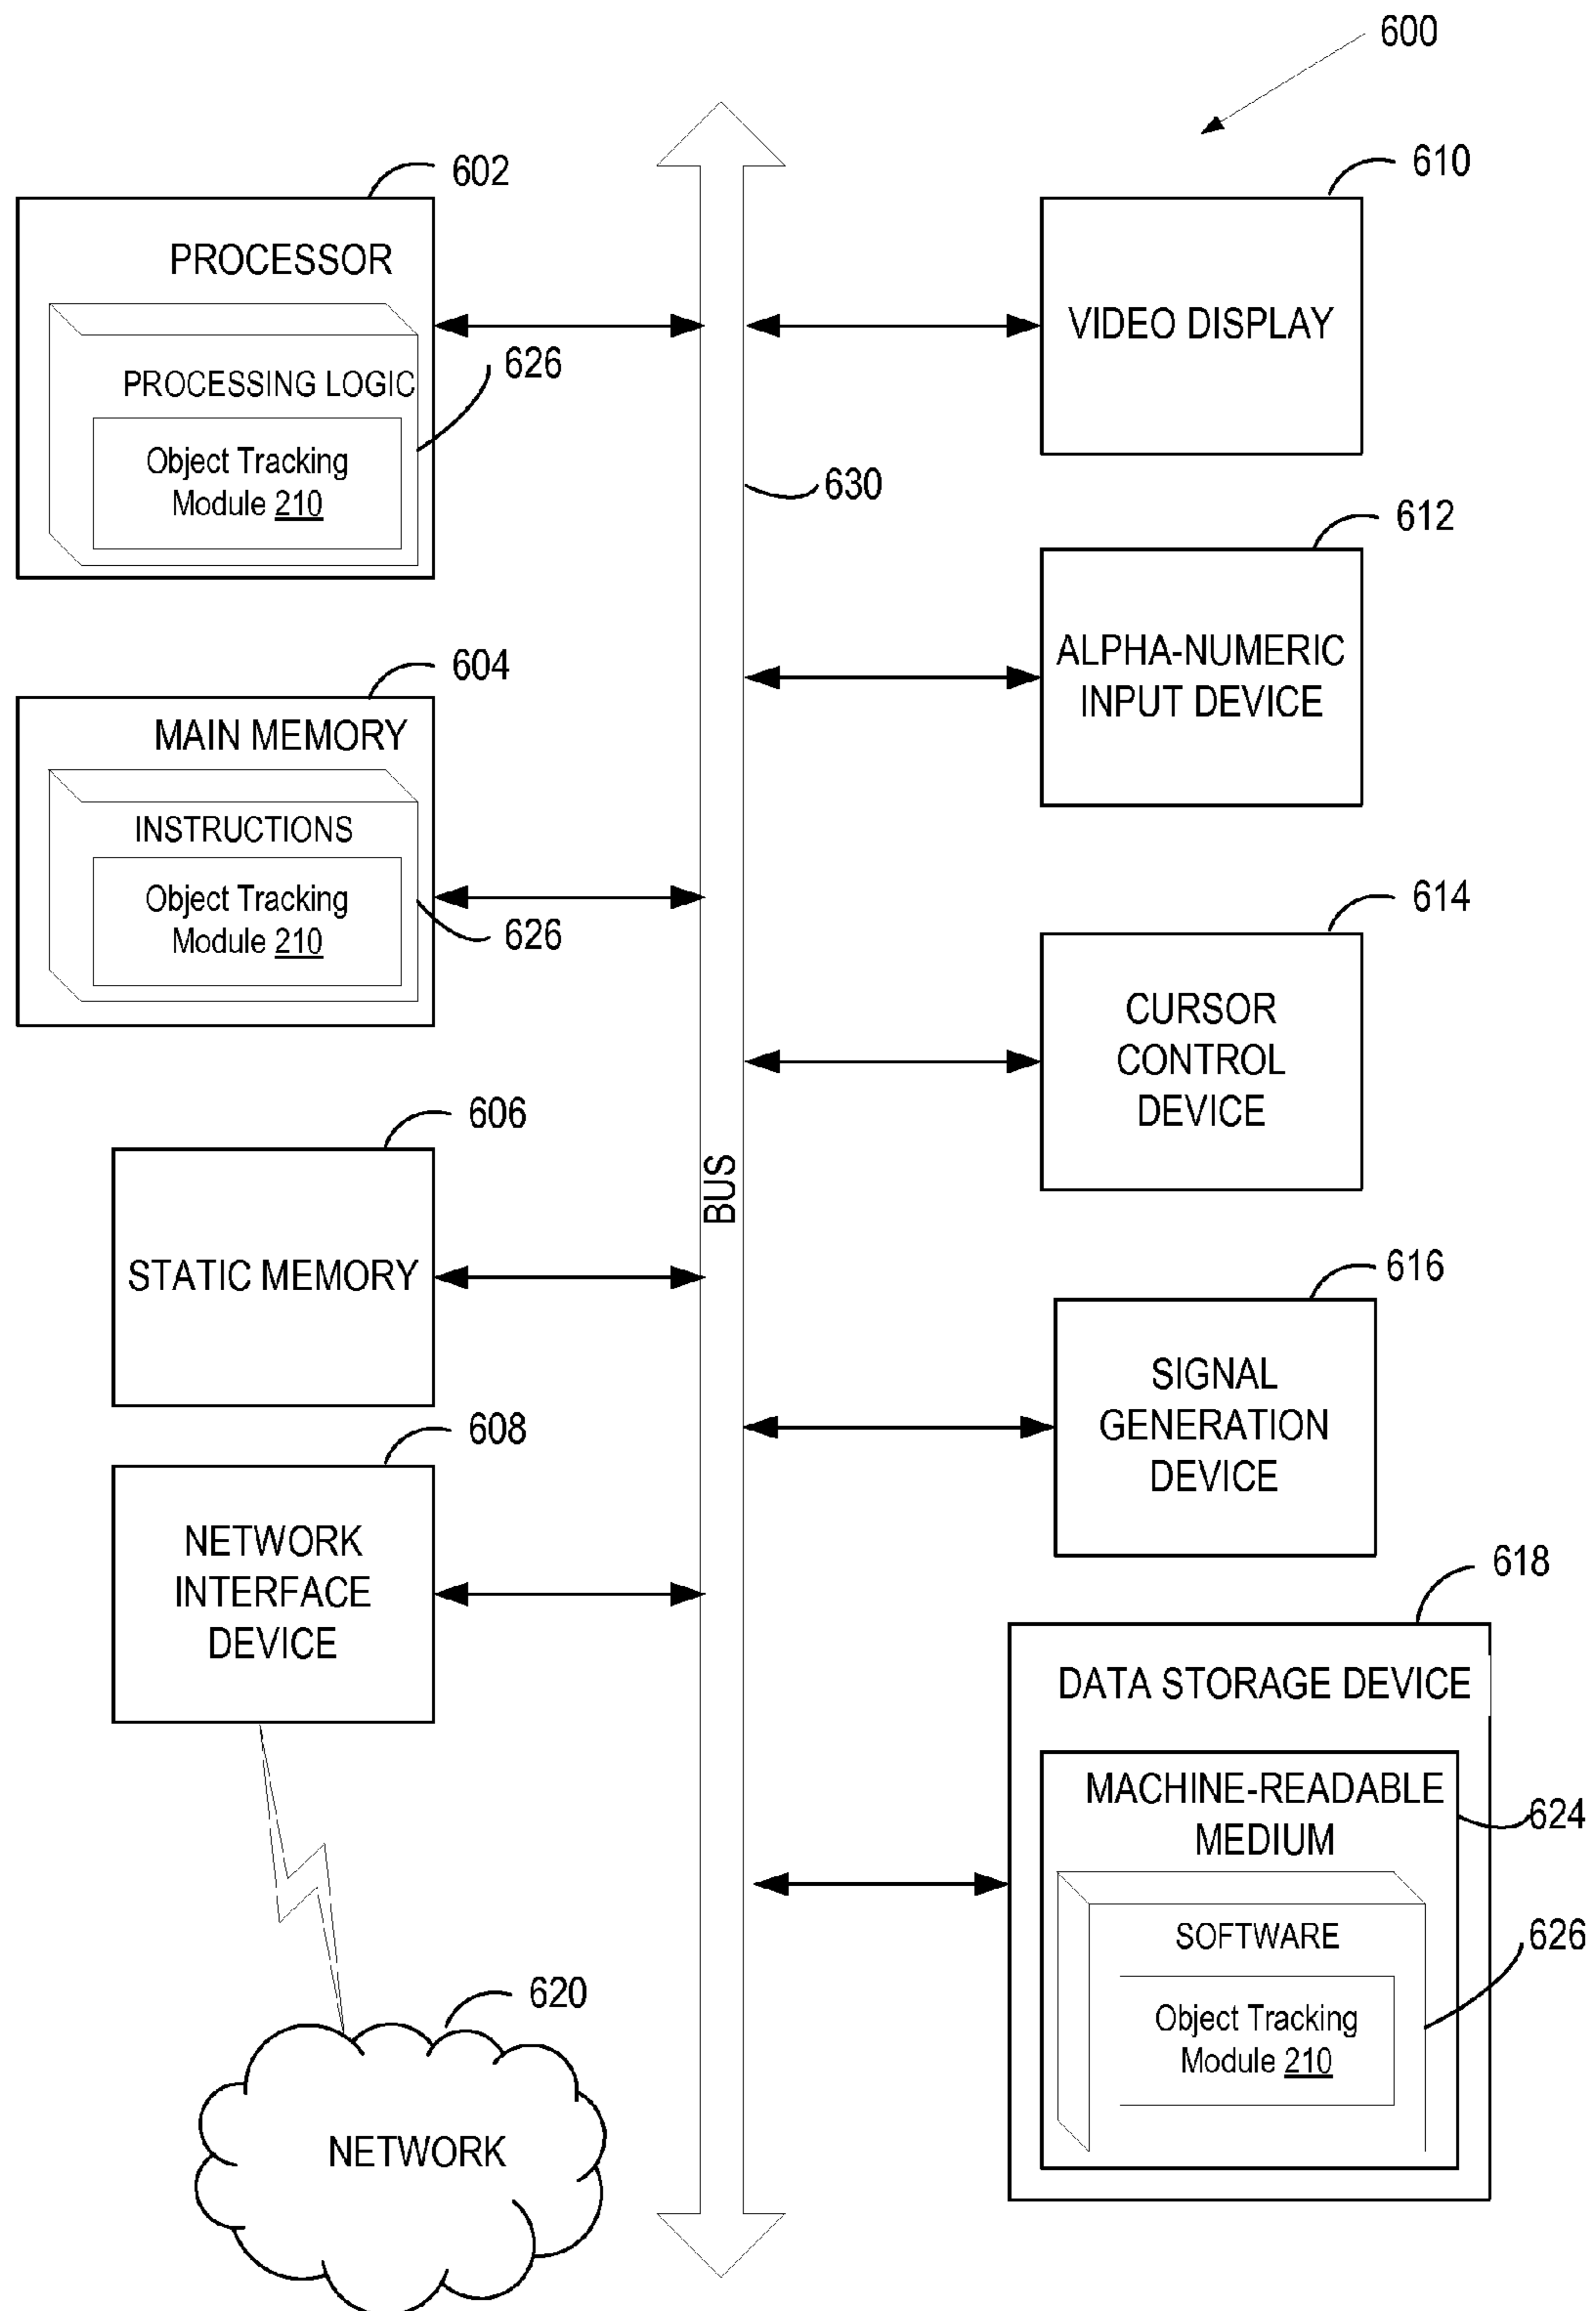 600
602
PROCESSOR
PROCESSING LOGIC
626
Object Tracking
Module 210
604
MAIN MEMORY
INSTRUCTIONS
Object Tracking
Module 210
626
606
STATIC MEMORY
608
NETWORK
INTERFACE
DEVICE
620
NETWORK
630
BUS
610
VIDEO DISPLAY
612
ALPHA-NUMERIC
INPUT DEVICE
614
CURSOR
CONTROL
DEVICE
616
SIGNAL
GENERATION
DEVICE
618
DATA STORAGE DEVICE
MACHINE-READABLE
MEDIUM
624
SOFTWARE
626
Object Tracking
Module 210